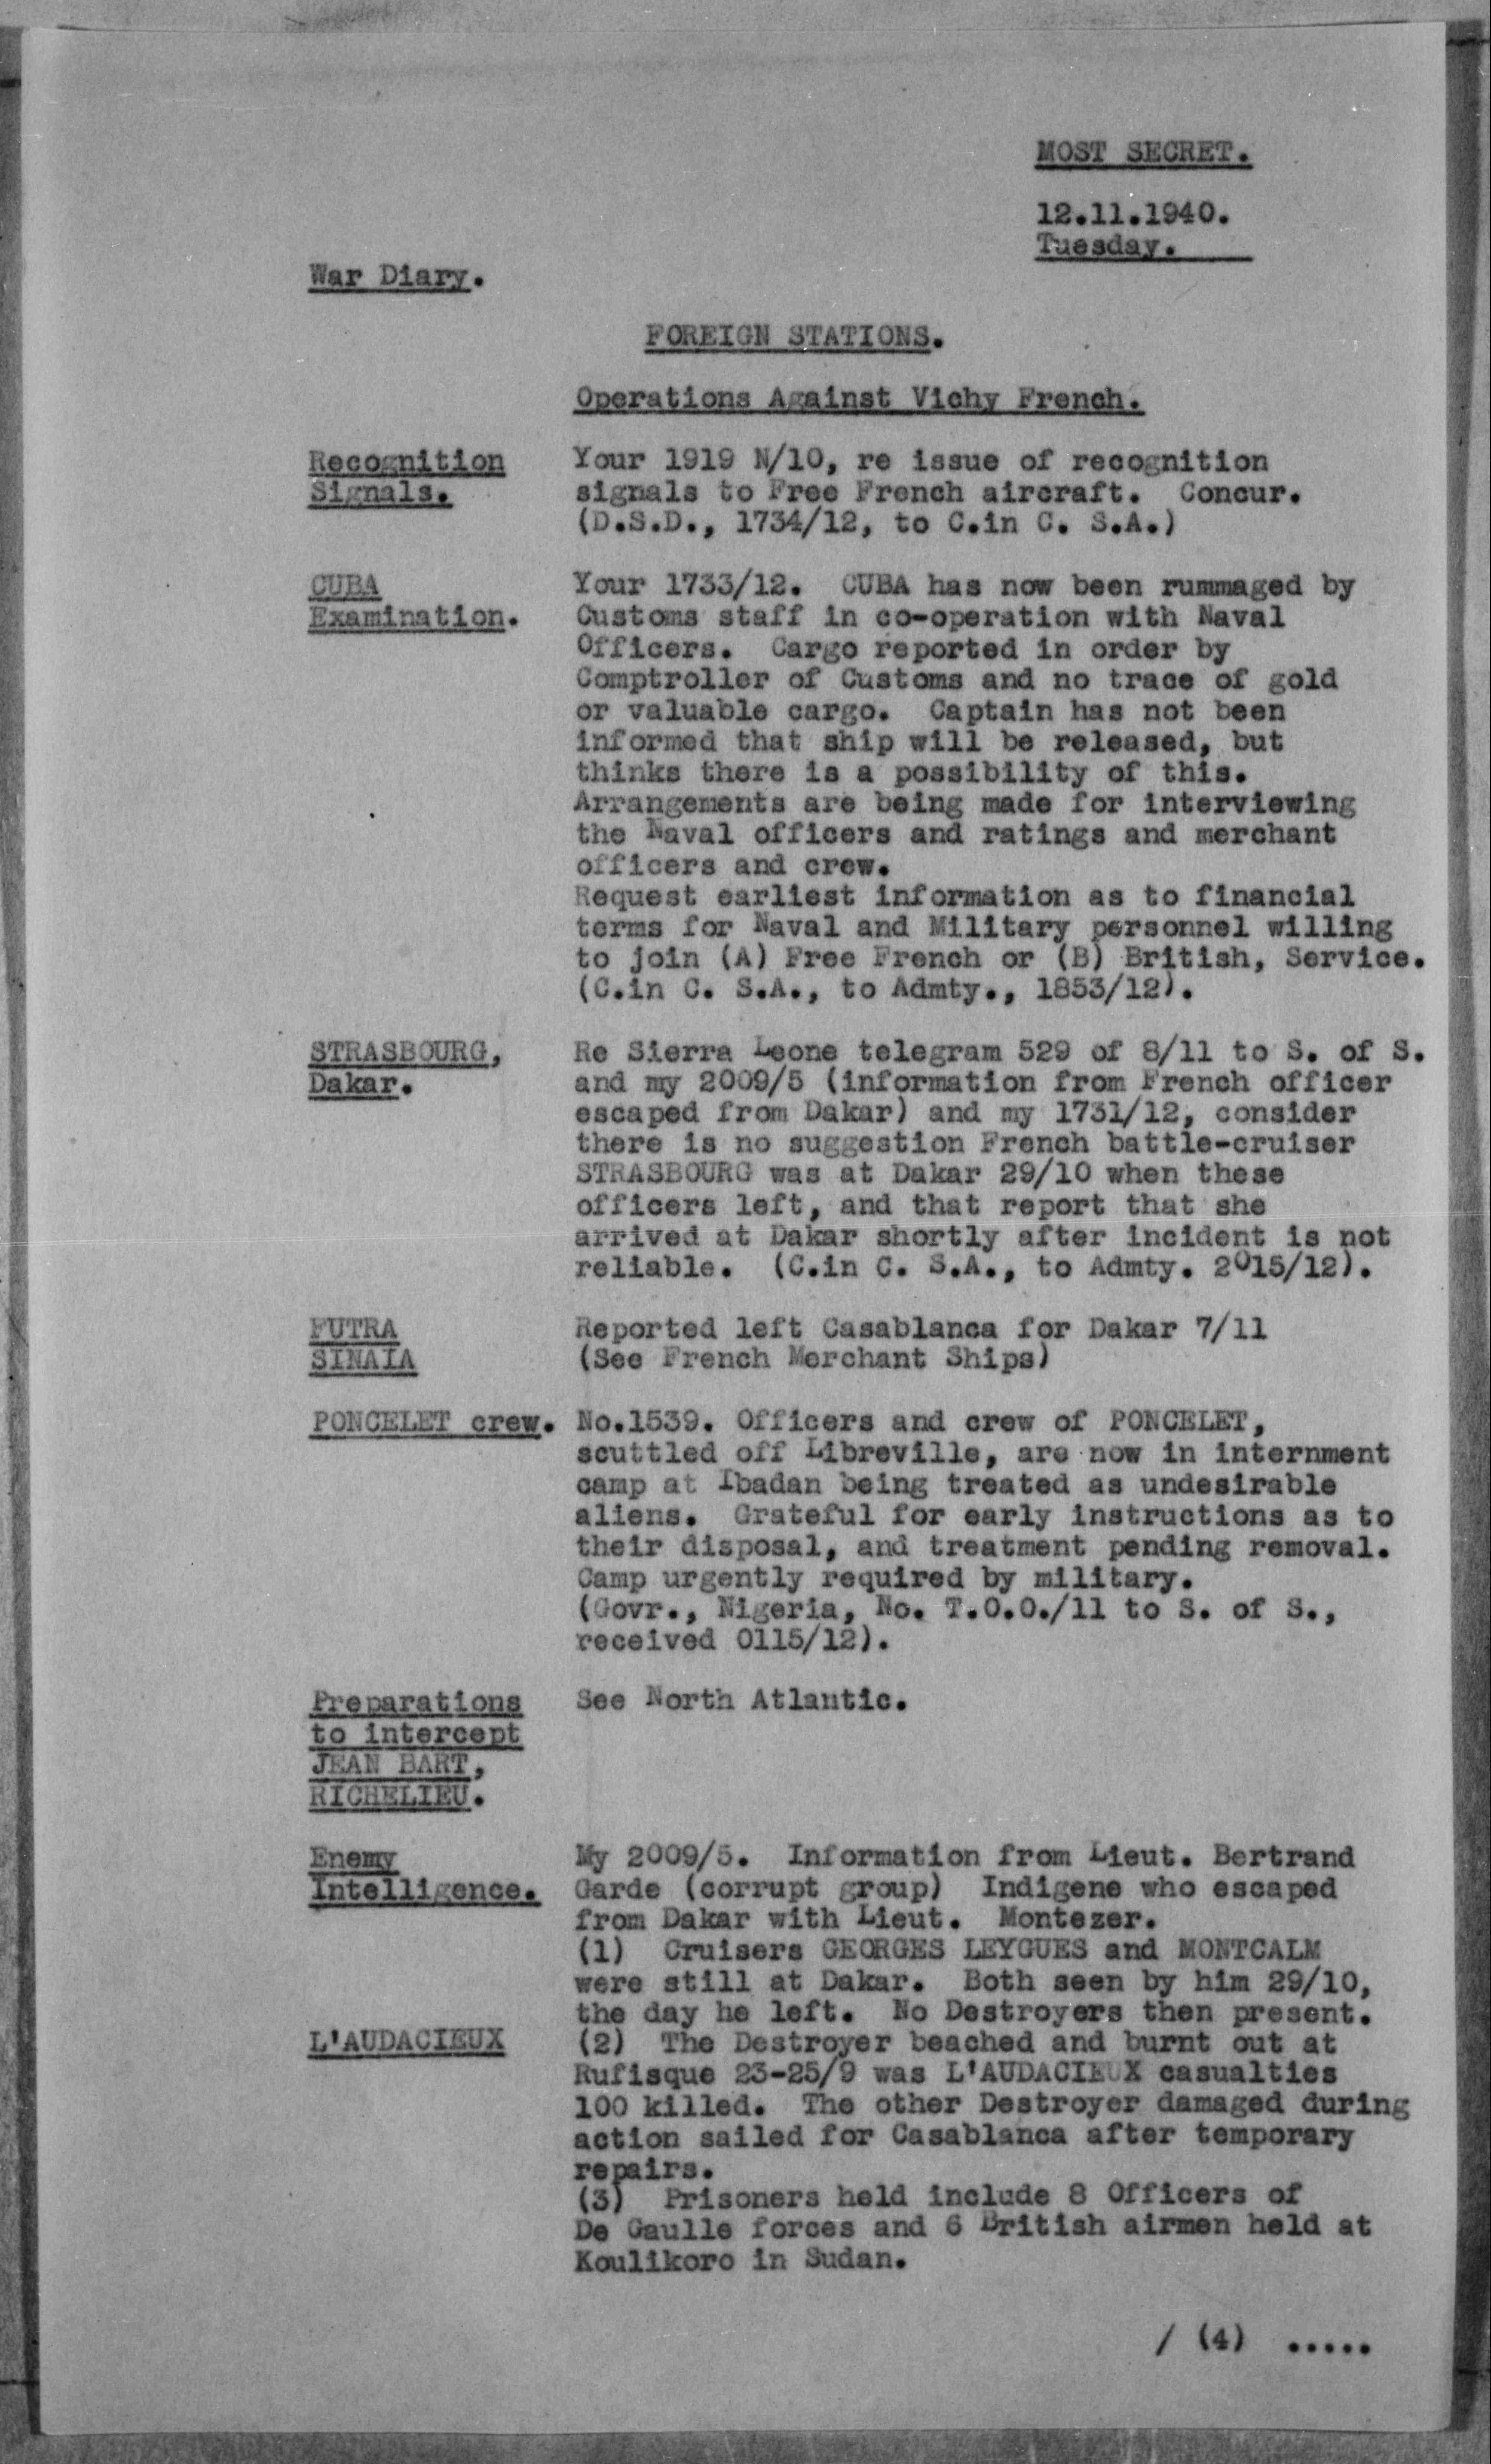 MOST SECRET.
12.11.1940.
Tuesday.
War Diary.
FOREIGN STATIONS.
Operations Against Vichy French.
Recognition
Signals.
Your 1919 N/10, re issue of recognition
signals to Free French aircraft. Concur.
(D.S.D., 1734/12, to C.in C. S.A.)
CUBA
Examination.
Your 1733/12. CUBA has now been rummaged by
Customs staff in co-operation with Naval
Officers. Cargo reported in order by
Comptroller of Customs and no trace of gold
or valuable cargo. Captain has not been
informed that ship will be released, but
thinks there is a possibility of this.
Arrangements are being made for interviewing
the Naval officers and ratings and merchant
officers and crew.
Request earliest information as to financial
terms for Naval and Military personnel willing
to join (A) Free French or (B) British, Service.
(C.in C. S.A., to Admty., 1853/12).
STRASBOURG,
Dakar.
Re Sierra Leone telegram 529 of 8/11 to S. of S.
and my 2009/5 (information from French officer
escaped from Dakar) and my 1731/12, consider
there is no suggestion French battle-cruiser
STRASBOURG was at Dakar 29/10 when these
officers left, and that report that she
arrived at Dakar shortly after incident is not
reliable. (C.in C. S.A., to Admty. 2015/12).
FUTRA
SINAIA
Reported left Casablanca for Dakar 7/11
(See French Merchant Ships)
PONCELET crew.
No.1539. Officers and crew of PONCELET,
scuttled off Libreville, are now in internment
camp at Ibadan being treated as undesirable
aliens. Grateful for early instructions as to
their disposal, and treatment pending removal.
Camp urgently required by military.
(Govr., Nigeria, No. T.O.O./11 to S. of S.,
received 0115/12).
Preparations
to intercept
JEAN BART,
RICHELIEU.
See North Atlantic.
Enemy
Intelligence.
My 2009/5. Information from Lieut. Bertrand
Garde (corrupt group) Indigene who escaped
from Dakar with Lieut. Montezer.
(1) Cruisers GEORGES LEYGUES and MONTCALM
were still at Dakar. Both seen by him 29/10,
the day he left. No Destroyers then present.
L'AUDACIEUX
(2) The Destroyer beached and burnt out at
Rufisque 23-25/9 was L'AUDACIEUX casualties
100 killed. The other Destroyer damaged during
action sailed for Casablanca after temporary
repairs.
(3) Prisoners held include 8 Officers of
De Gaulle forces and 6 British airmen held at
Koulikoro in Sudan.
/ (4) .....